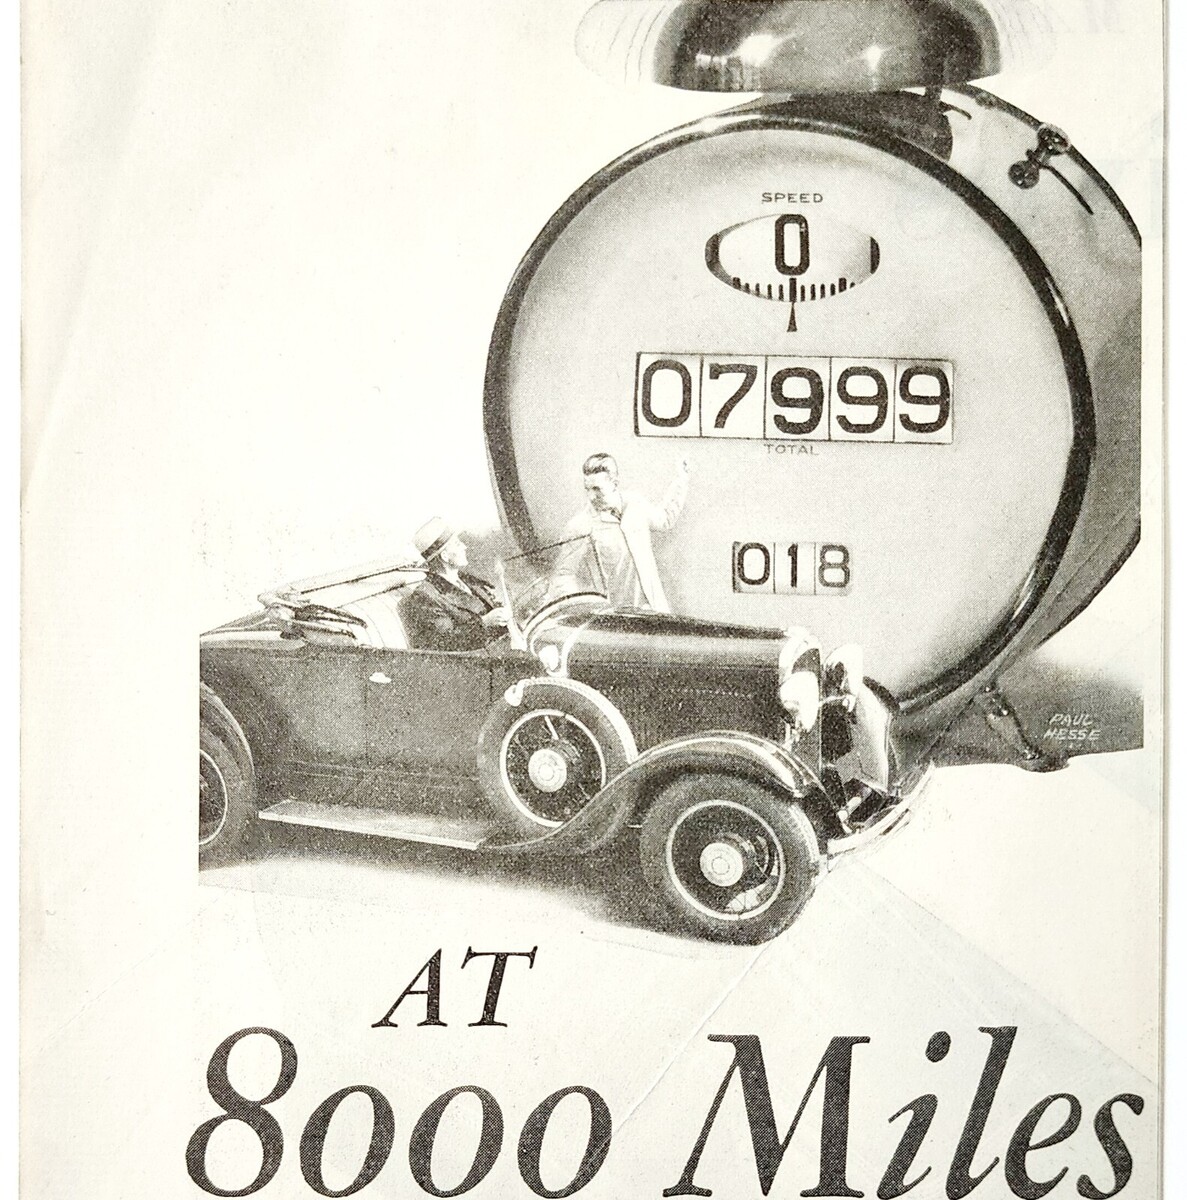 SPEED
0
07999
TOTAL
018
PAUL
HESSE
AT
8000 Miles